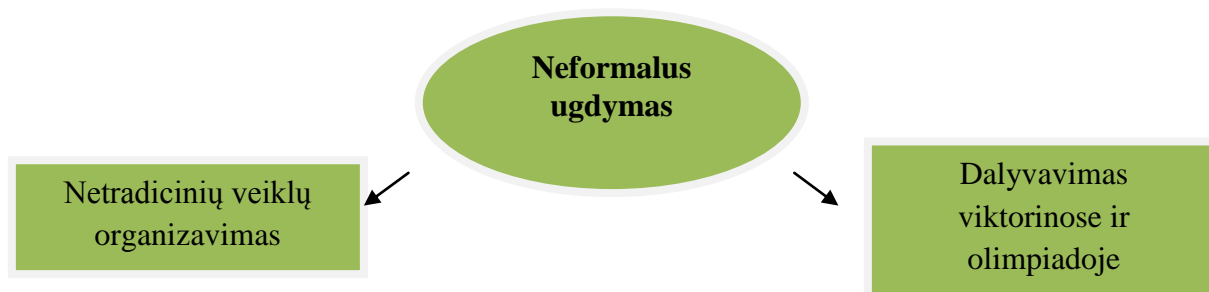 Neformalus
ugdymas
Netradicinių veiklų
organizavimas
Dalyvavimas
viktorinose ir
olimpiadoje